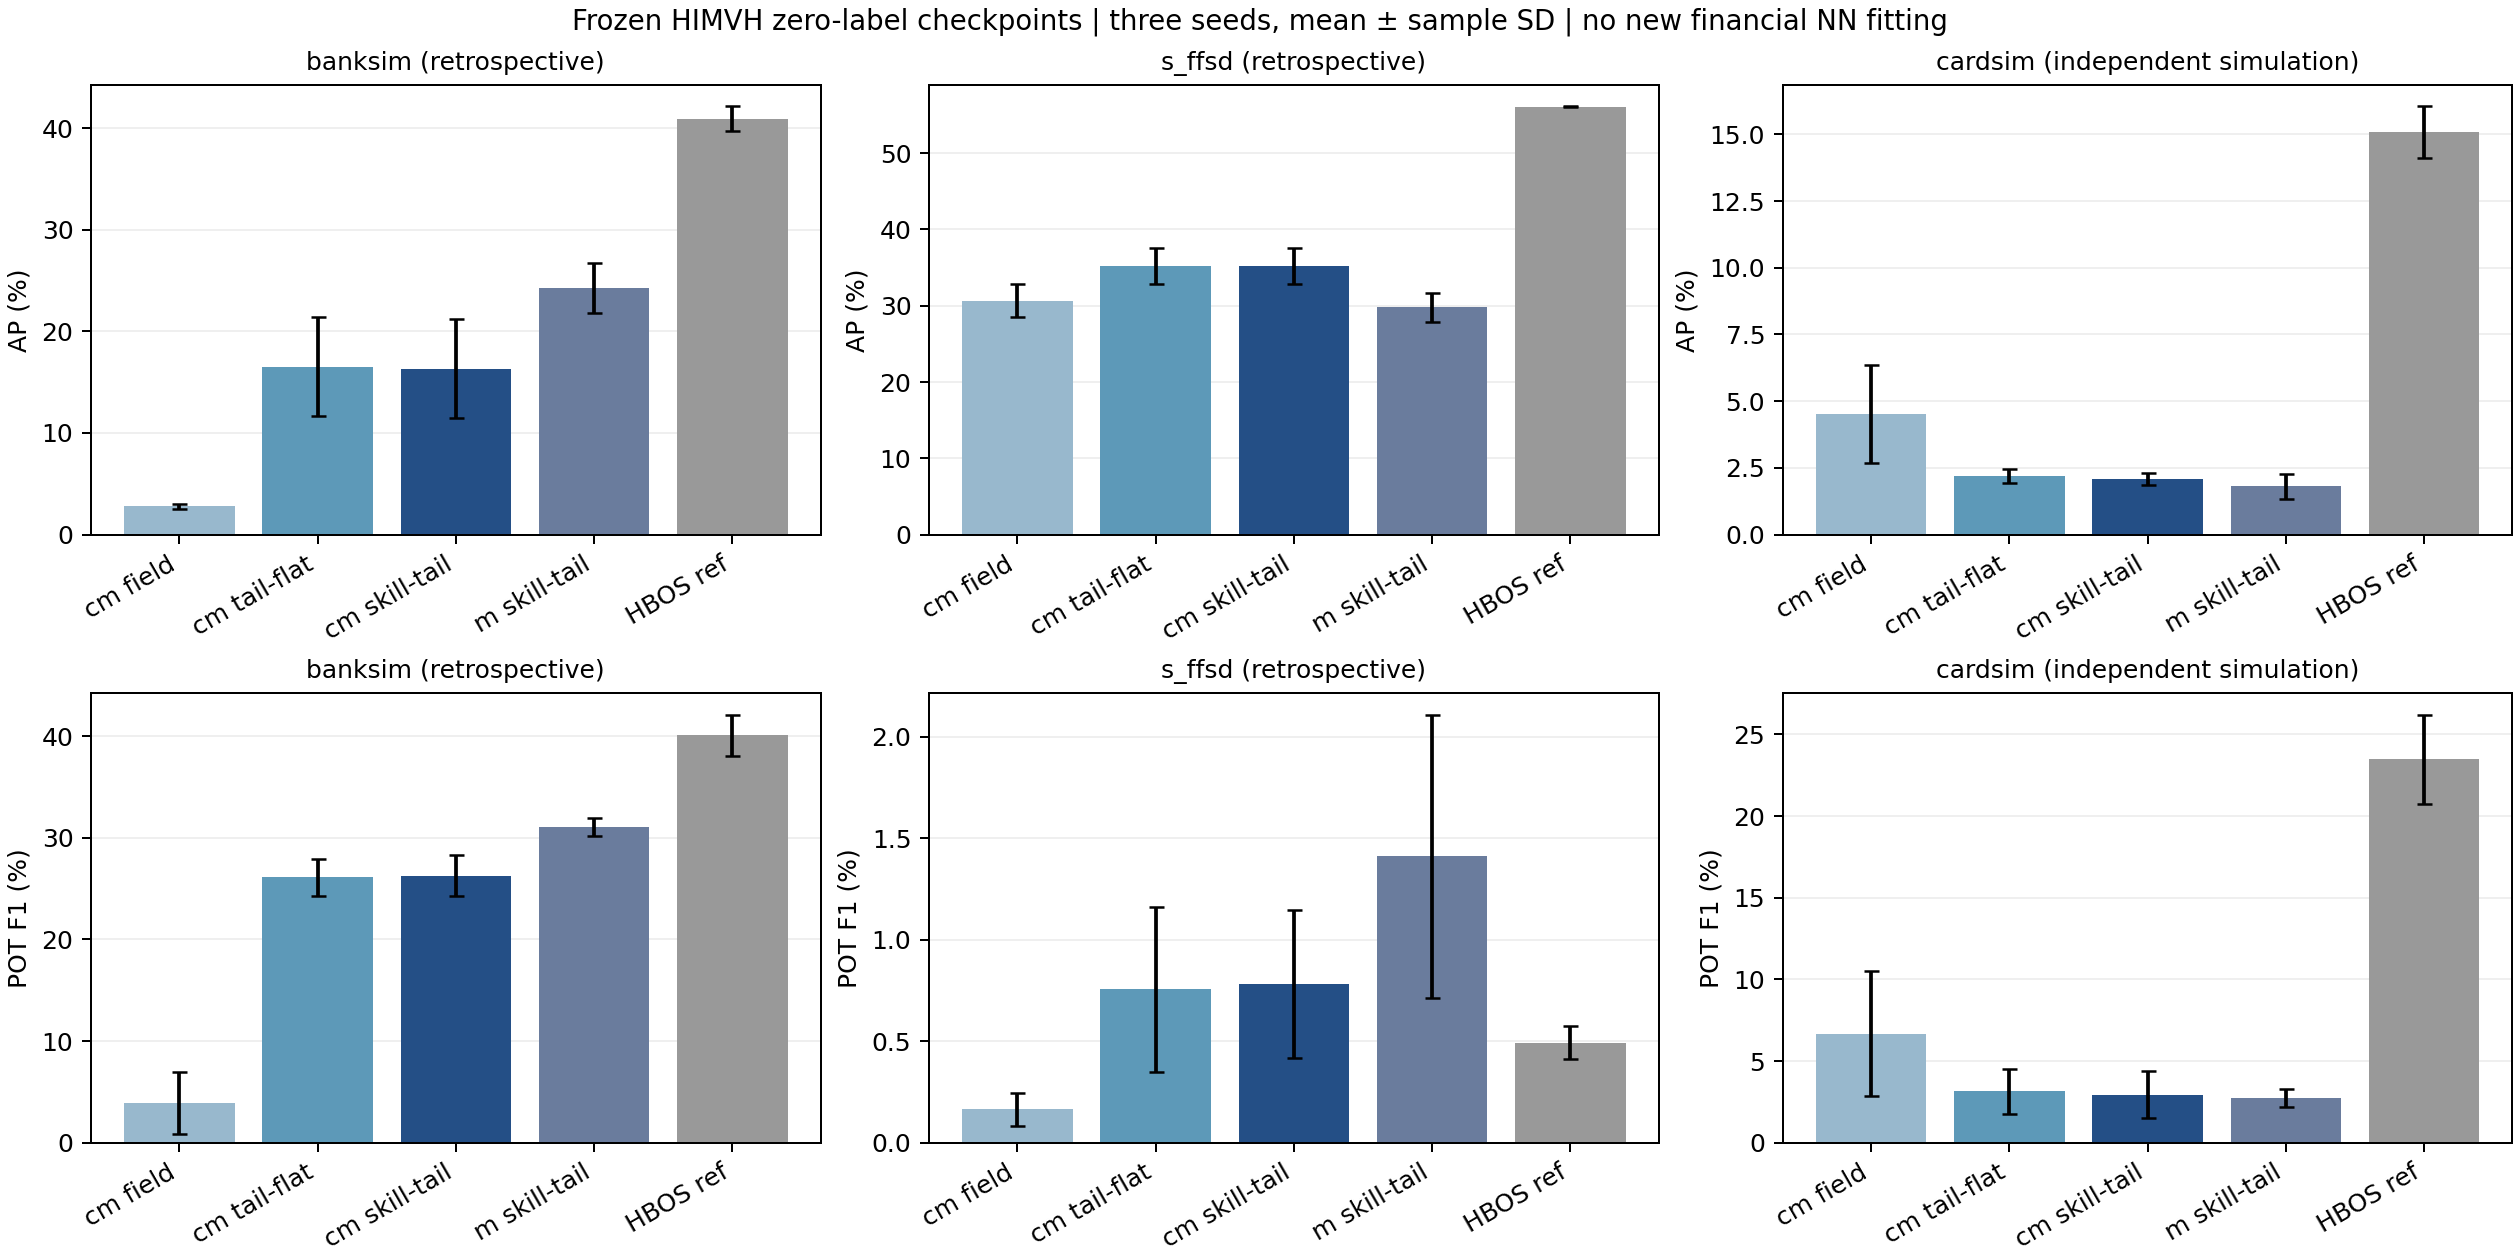 Frozen HIMVH zero-label checkpoints | three seeds, mean ± sample SD | no new financial NN fitting
banksim (retrospective)
AP (%)
40
30
20
10
0
cm field
cm tail-flat
cm skill-tail
m skill-tail
HBOS ref
s_ffsd (retrospective)
AP (%)
50
40
30
20
10
0
cm field
cm tail-flat
cm skill-tail
m skill-tail
HBOS ref
cardsim (independent simulation)
AP (%)
15.0
12.5
10.0
7.5
5.0
2.5
0.0
cm field
cm tail-flat
cm skill-tail
m skill-tail
HBOS ref
banksim (retrospective)
POT F1 (%)
40
30
20
10
0
cm field
cm tail-flat
cm skill-tail
m skill-tail
HBOS ref
s_ffsd (retrospective)
POT F1 (%)
2.0
1.5
1.0
0.5
0.0
cm field
cm tail-flat
cm skill-tail
m skill-tail
HBOS ref
cardsim (independent simulation)
POT F1 (%)
25
20
15
10
5
0
cm field
cm tail-flat
cm skill-tail
m skill-tail
HBOS ref